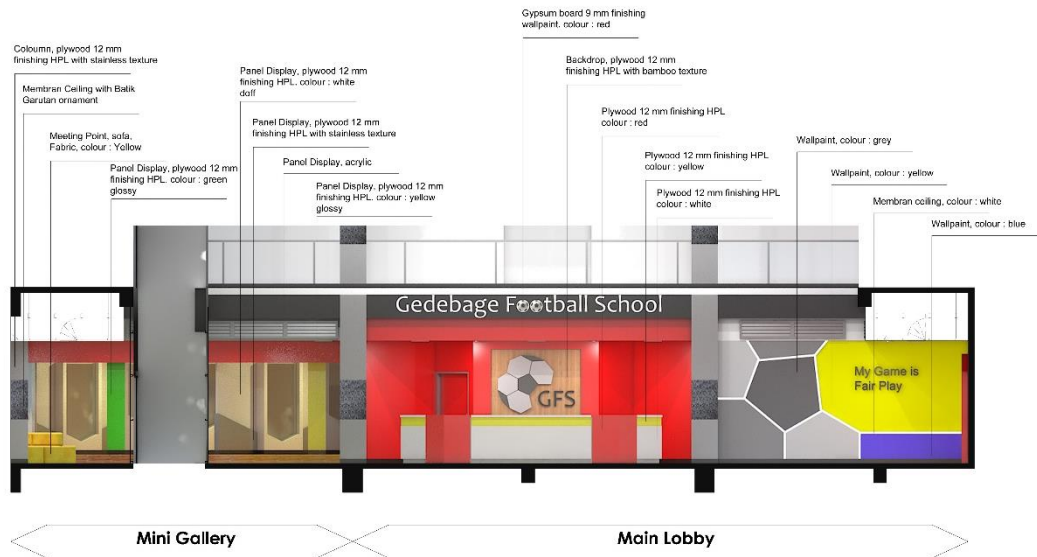 Gypsum board 9 mm finishing
wallpaint. colour : red
Coloumn, plywood 12 mm
finishing HPL with stainless texture
Membran Ceiling with Batik
Garutan ornament
Meeting Point, sofa,
Fabric, colour : Yellow
Panel Display, plywood 12 mm
finishing HPL. colour : green
glossy
Panel Display, plywood 12 mm
finishing HPL. colour : white
doff
Panel Display, plywood 12 mm
finishing HPL with stainless texture
Panel Display, acrylic
Panel Display, plywood 12 mm
finishing HPL. colour : yellow
glossy
Backdrop, plywood 12 mm
finishing HPL with bamboo texture
Plywood 12 mm finishing HPL
colour : red
Plywood 12 mm finishing HPL
colour : yellow
Plywood 12 mm finishing HPL
colour : white
Wallpaint, colour : grey
Wallpaint, colour : yellow
Membran ceiling, colour : white
Wallpaint, colour : blue
Gedebage Football School
GFS
My Game is
Fair Play
Mini Gallery
Main Lobby